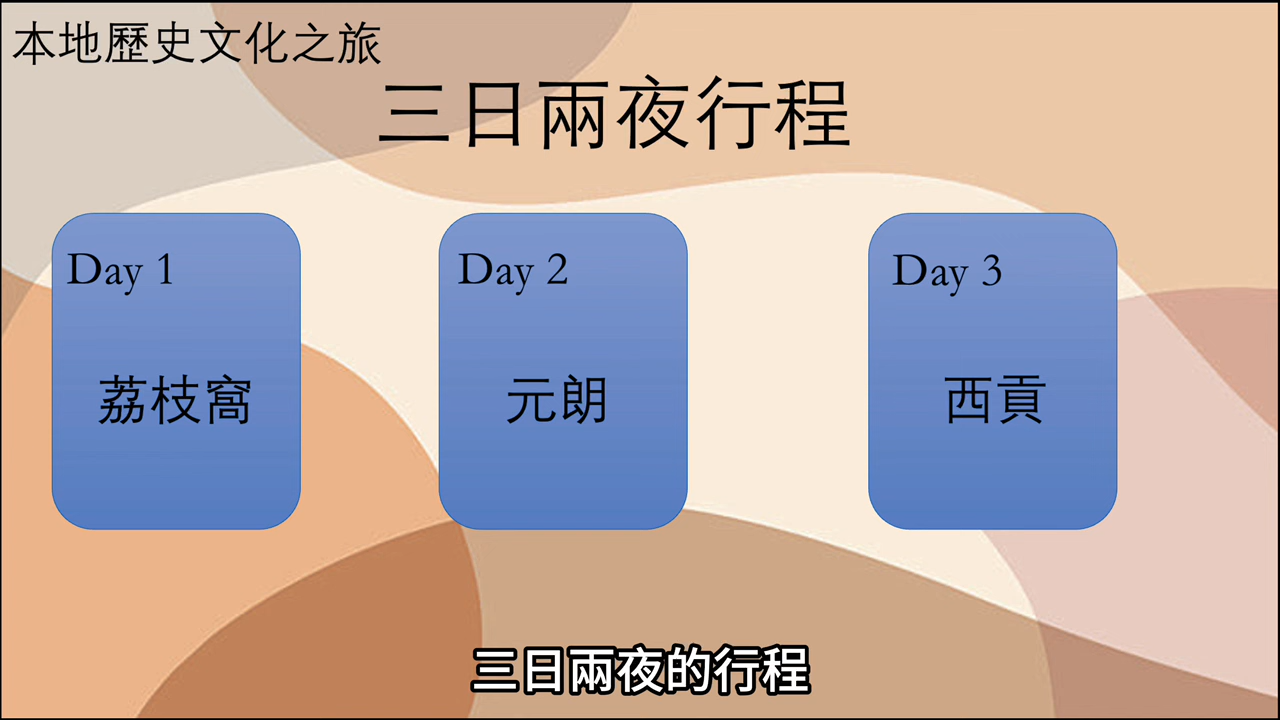 本地歷史文化之旅
三日兩夜行程
Day 1
荔枝窩
Day 2
元朗
Day 3
西貢
三日兩夜的行程